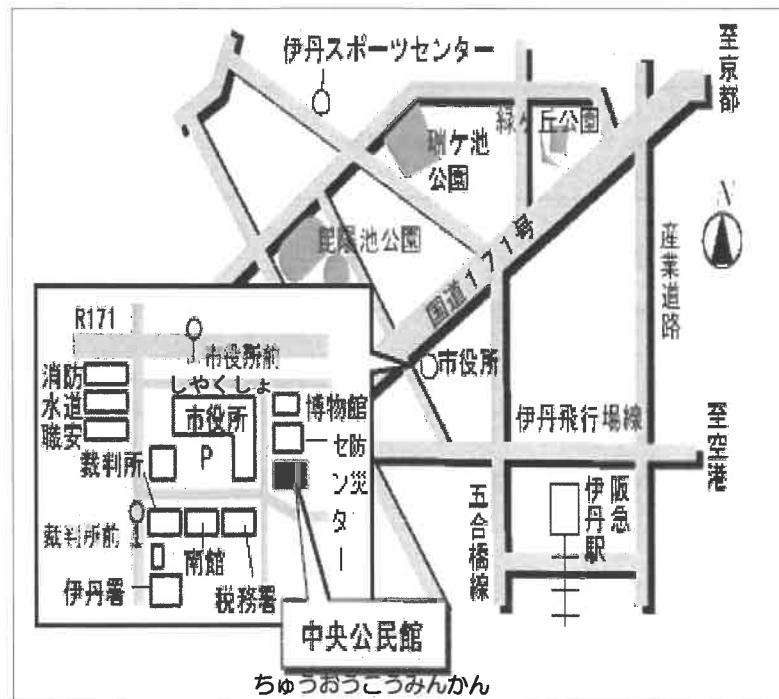 伊丹スポーツセンター
至京都
緑ヶ丘公園
瑞ケ池
公園
昆陽池公園
国道171号
N
産業道路
R171
市役所前
しやくしょ
市役所
P
消防
水道
職安
裁判所
博物館
防災センター
市役所
伊丹飛行場線
至空港
裁判所前
南館
税務署
伊丹署
五合橋線
阪急
伊丹駅
中央公民館
ちゅうおうこうみんかん